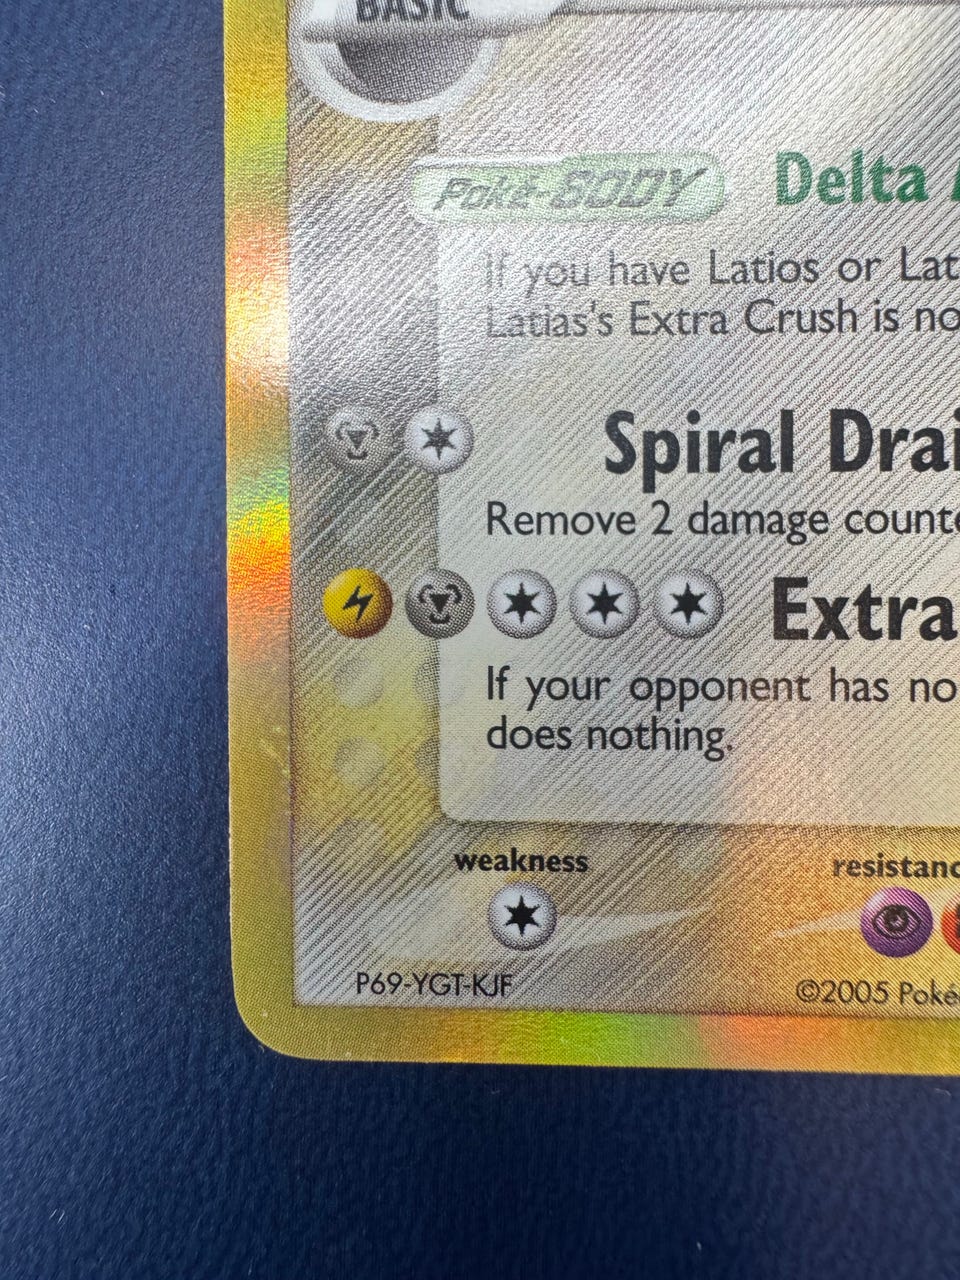 BASIC
Poké-BODY Delta
If you have Latios or Lat
Latias's Extra Crush is no
Spiral Drai
Remove 2 damage counte
Extra
If your opponent has no
does nothing.
weakness resistanc
P69-YGT-KJF ©2005 Poké